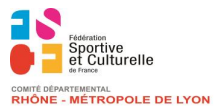 Fédération
Sportive
et Culturelle
de France
COMITÉ DÉPARTEMENTAL
RHÔNE - MÉTROPOLE DE LYON